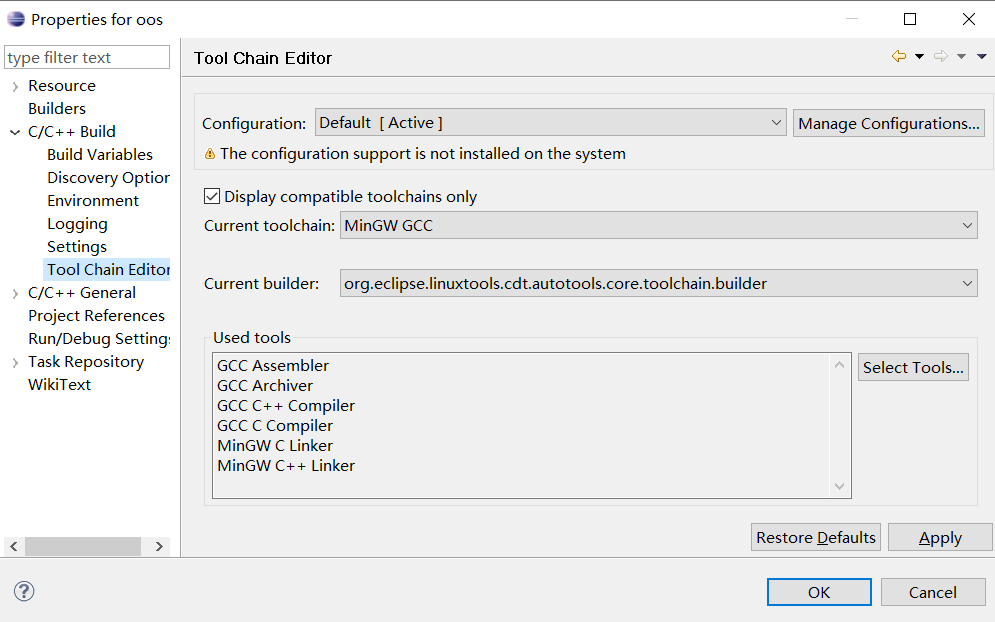 Properties for oos
type filter text
Resource
Builders
C/C++ Build
Build Variables
Discovery Option
Environment
Logging
Settings
Tool Chain Editor
C/C++ General
Project References
Run/Debug Settings
Task Repository
WikiText
Tool Chain Editor
Configuration: Default [ Active ] Manage Configurations...
The configuration support is not installed on the system
Display compatible toolchains only
Current toolchain: MinGW GCC
Current builder: org.eclipse.linuxtools.cdt.autotools.core.toolchain.builder
Used tools
GCC Assembler
GCC Archiver
GCC C++ Compiler
GCC C Compiler
MinGW C Linker
MinGW C++ Linker
Select Tools...
Restore Defaults Apply
OK Cancel